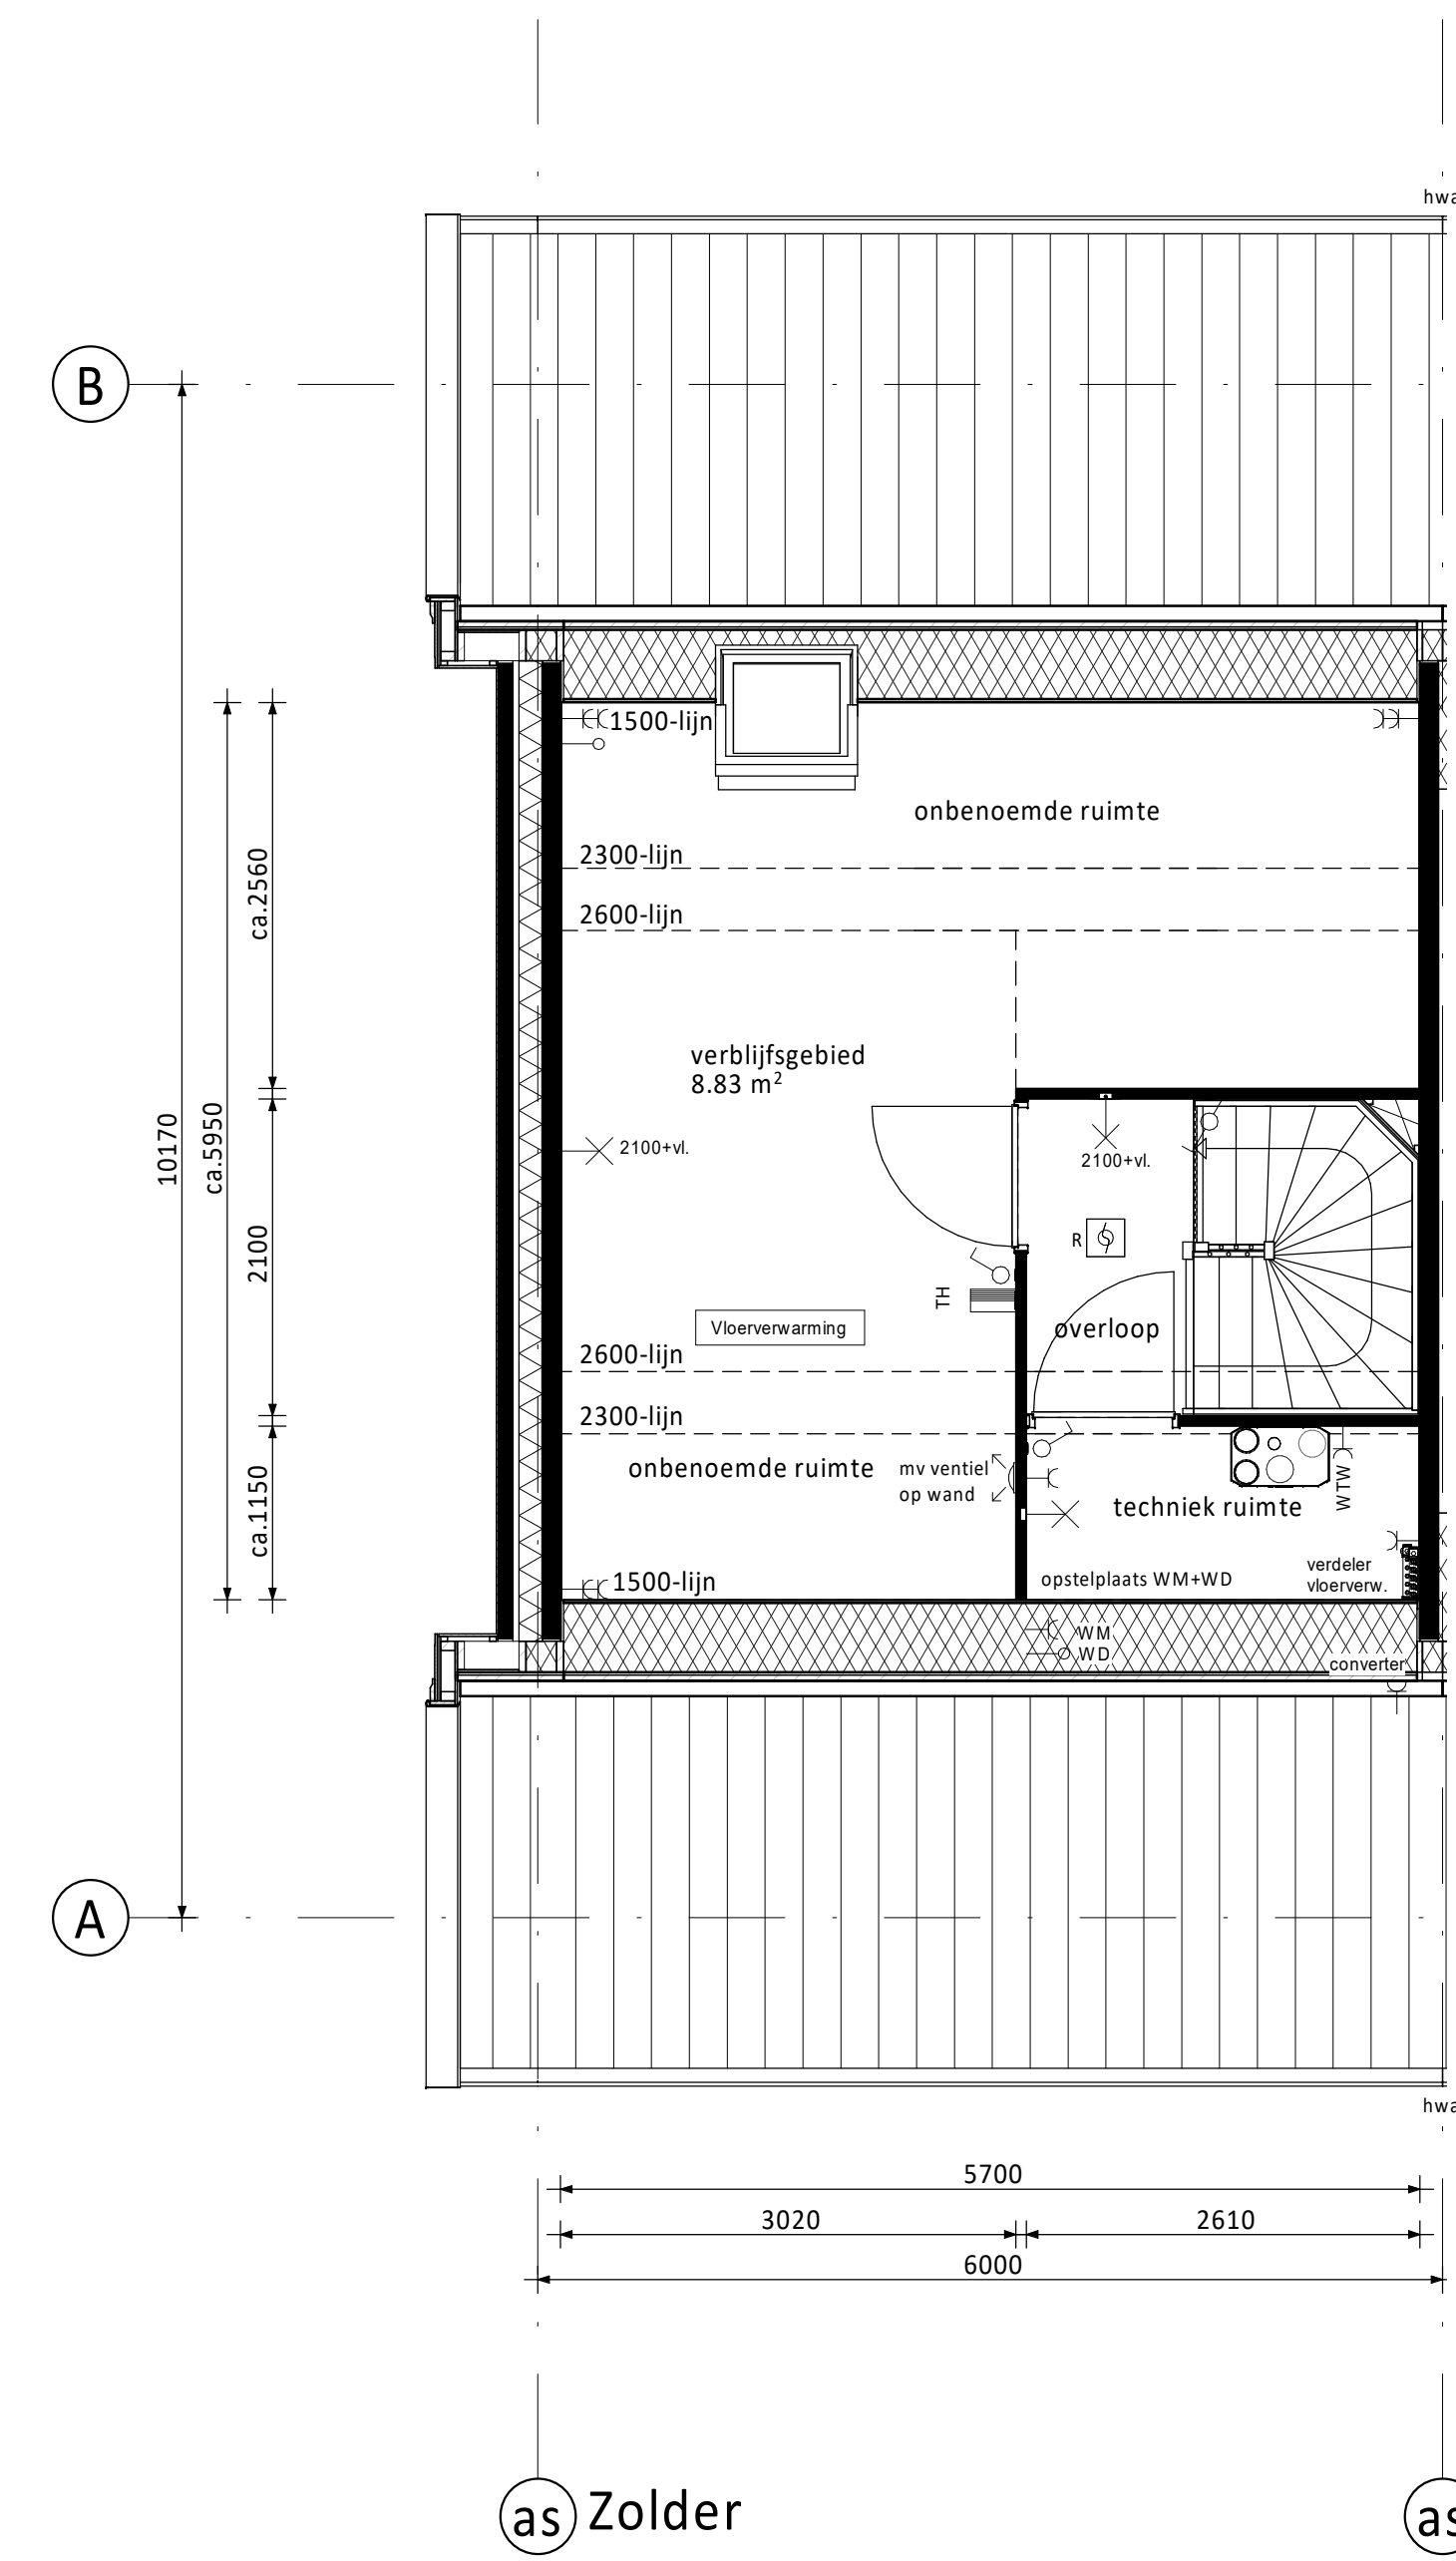 hwa
B
1500-lijn
onbenoemde ruimte
2300-lijn
2600-lijn
ca.2560
verblijfsgebied
8.83 m²
10170
ca.5950
2100+vl.
2100+vl.
2100
R
TH
overloop
Vloerverwarming
2600-lijn
2300-lijn
onbenoemde ruimte
mv ventiel
op wand
WTW
techniek ruimte
ca.1150
1500-lijn
opstelplaats WM+WD
verdeler
vloerverw.
WM
WD
converter
A
hwa
5700
3020
2610
6000
as
Zolder
as